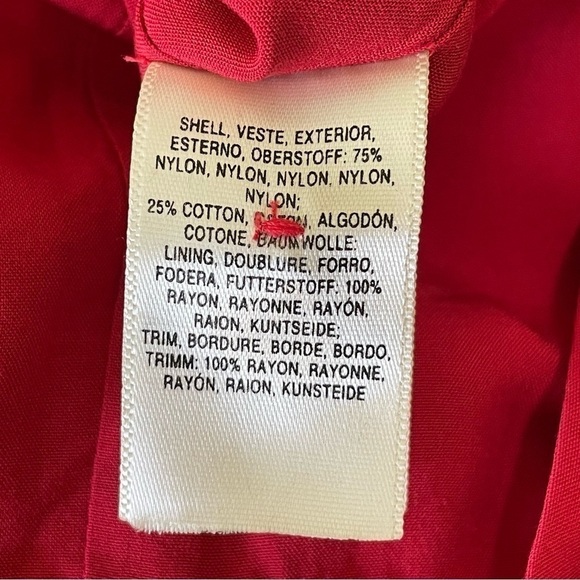 SHELL, VESTE, EXTERIOR,
ESTERNO, OBERSTOFF: 75%
NYLON, NYLON, NYLON, NYLON,
NYLON;
25% COTTON, ALGODÓN,
COTONE, BAUMWOLLE:
LINING, DOUBLURE, FORRO,
FODERA, FUTTERSTOFF: 100%
RAYON, RAYONNE, RAYÓN,
RAION, KUNTSEIDE;
TRIM, BORDURE, BORDE, BORDO,
TRIMM: 100% RAYON, RAYONNE,
RAYÓN, RAION, KUNSTEIDE